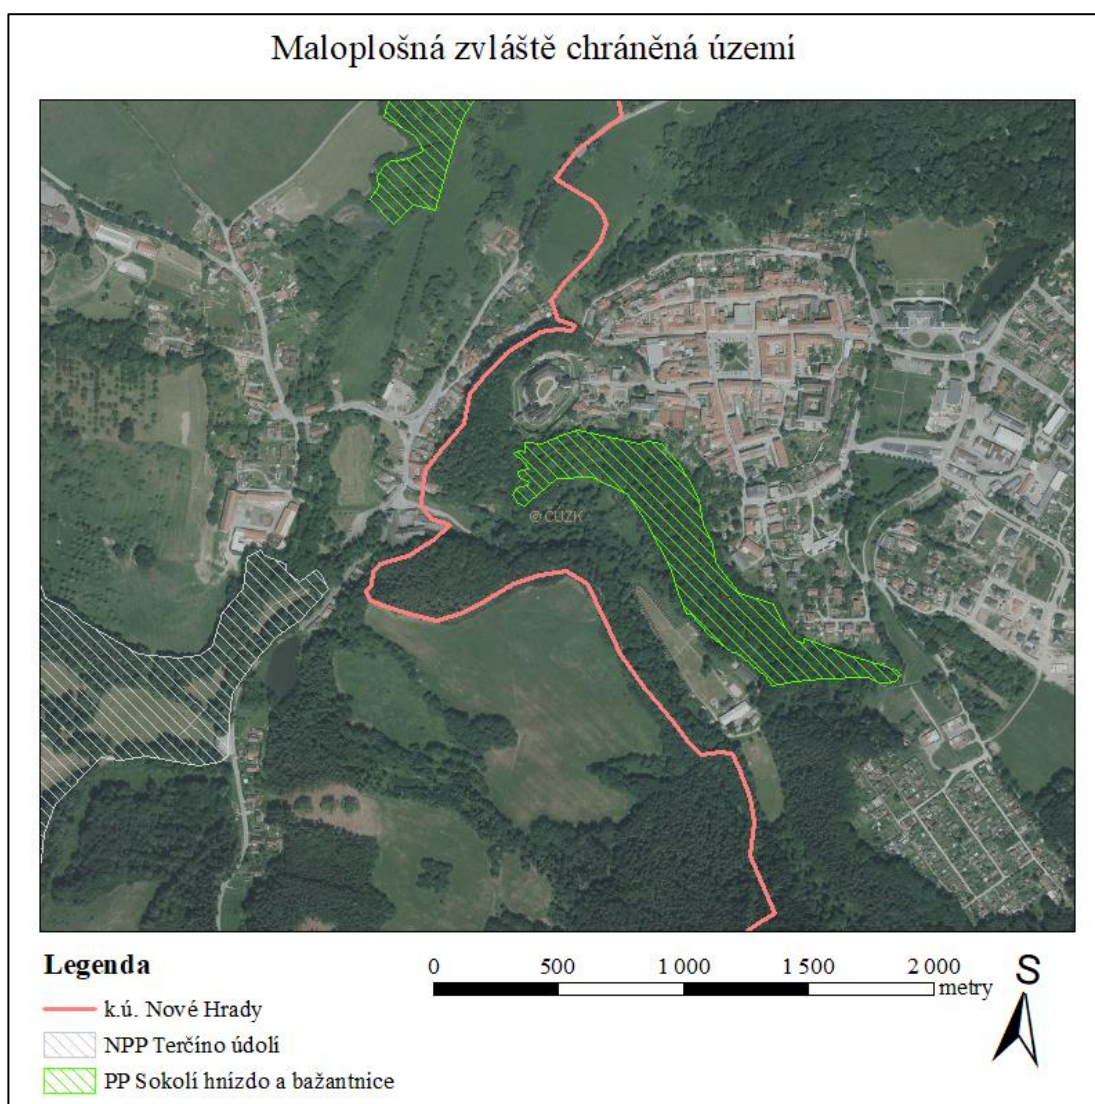 Maloplošná zvláště chráněná území
© ČÚZK
Legenda
k.ú. Nové Hrady
NPP Terčíno údolí
PP Sokolí hnízdo a bažantnice
0 500 1 000 1 500 2 000
metry
S